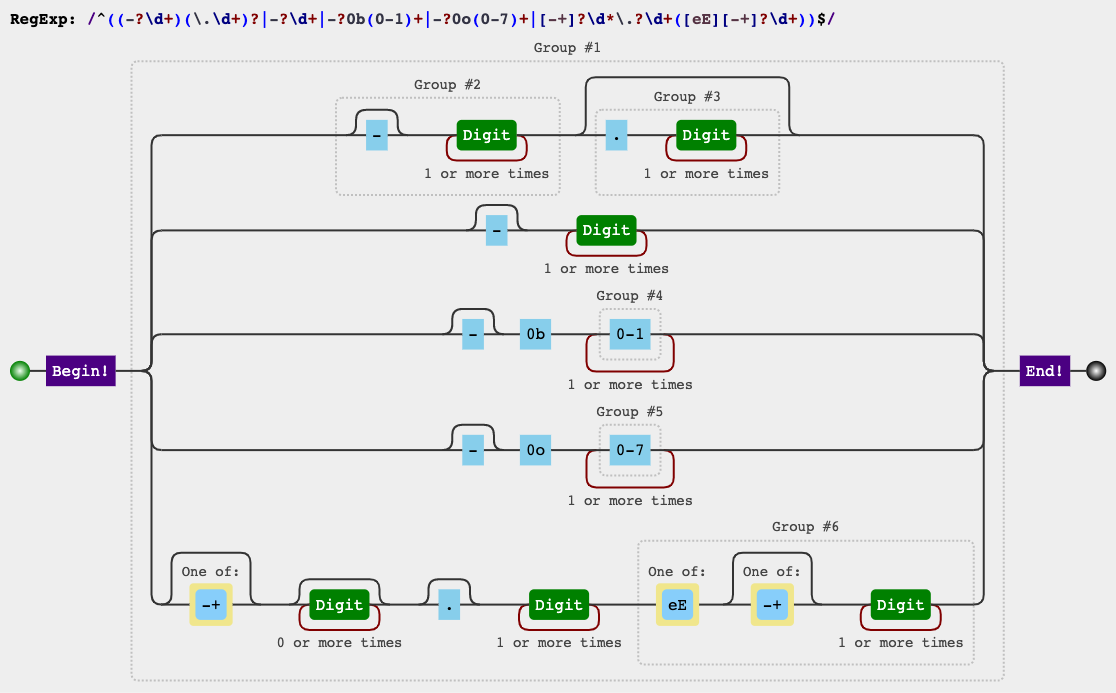 RegExp: /^((-?\d+)(\.\d+)?|-?\d+|-?0b(0-1)+|-?0o(0-7)+|[-+]?\d*\.?\d+([eE][-+]?\d+))$/
Group #1
Group #2
Group #3
- Digit . Digit
1 or more times 1 or more times
- Digit
1 or more times
Group #4
- 0b 0-1
1 or more times
Begin! End!
Group #5
- 0o 0-7
1 or more times
Group #6
One of: One of: One of:
-+ Digit . Digit eE -+ Digit
0 or more times 1 or more times 1 or more times